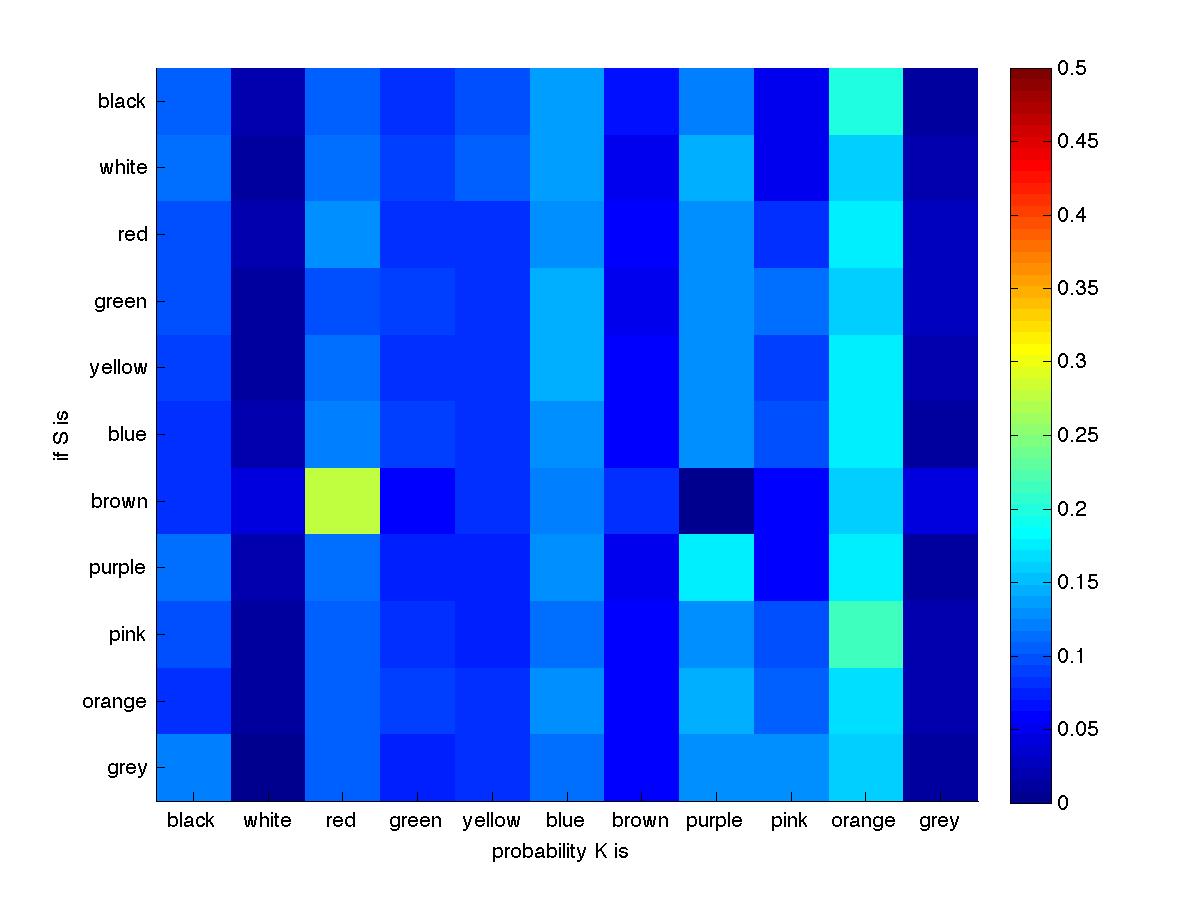 black
white
red
green
yellow
blue
brown
purple
pink
orange
grey
if S is
black white red green yellow blue brown purple pink orange grey
probability K is
0.5
0.45
0.4
0.35
0.3
0.25
0.2
0.15
0.1
0.05
0